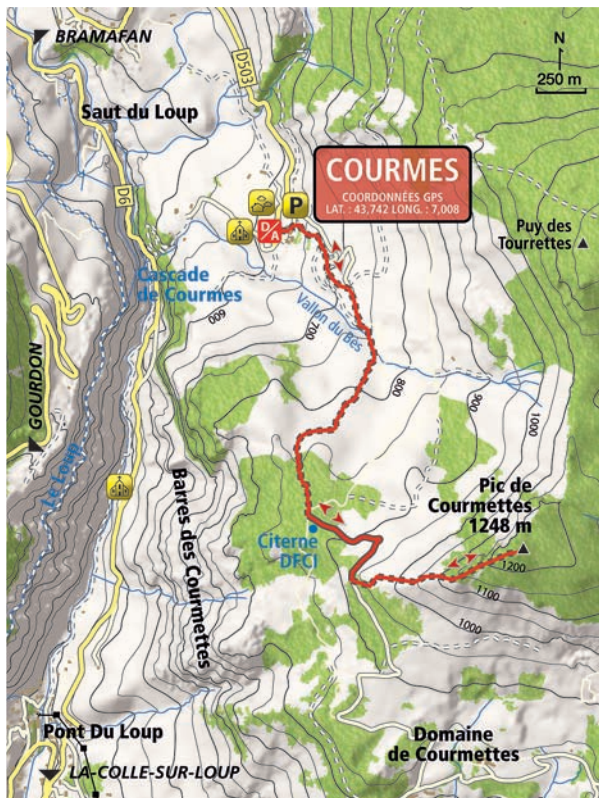 BRAMAFAN
Saut du Loup
D503
N
250 m
D6
P
D/A
COURMES
COORDONNÉES GPS
LAT. : 43,742 LONG. : 7,008
Puy des
Tourrettes
Cascade
de Courmes
Vallon du Bès
600
700
800
900
1000
GOURDON
Le Loup
Barres des Courmettes
Pic de
Courmettes
1248 m
Citerne
DFCI
1200
1100
1000
Pont Du Loup
Domaine
de Courmettes
LA-COLLE-SUR-LOUP